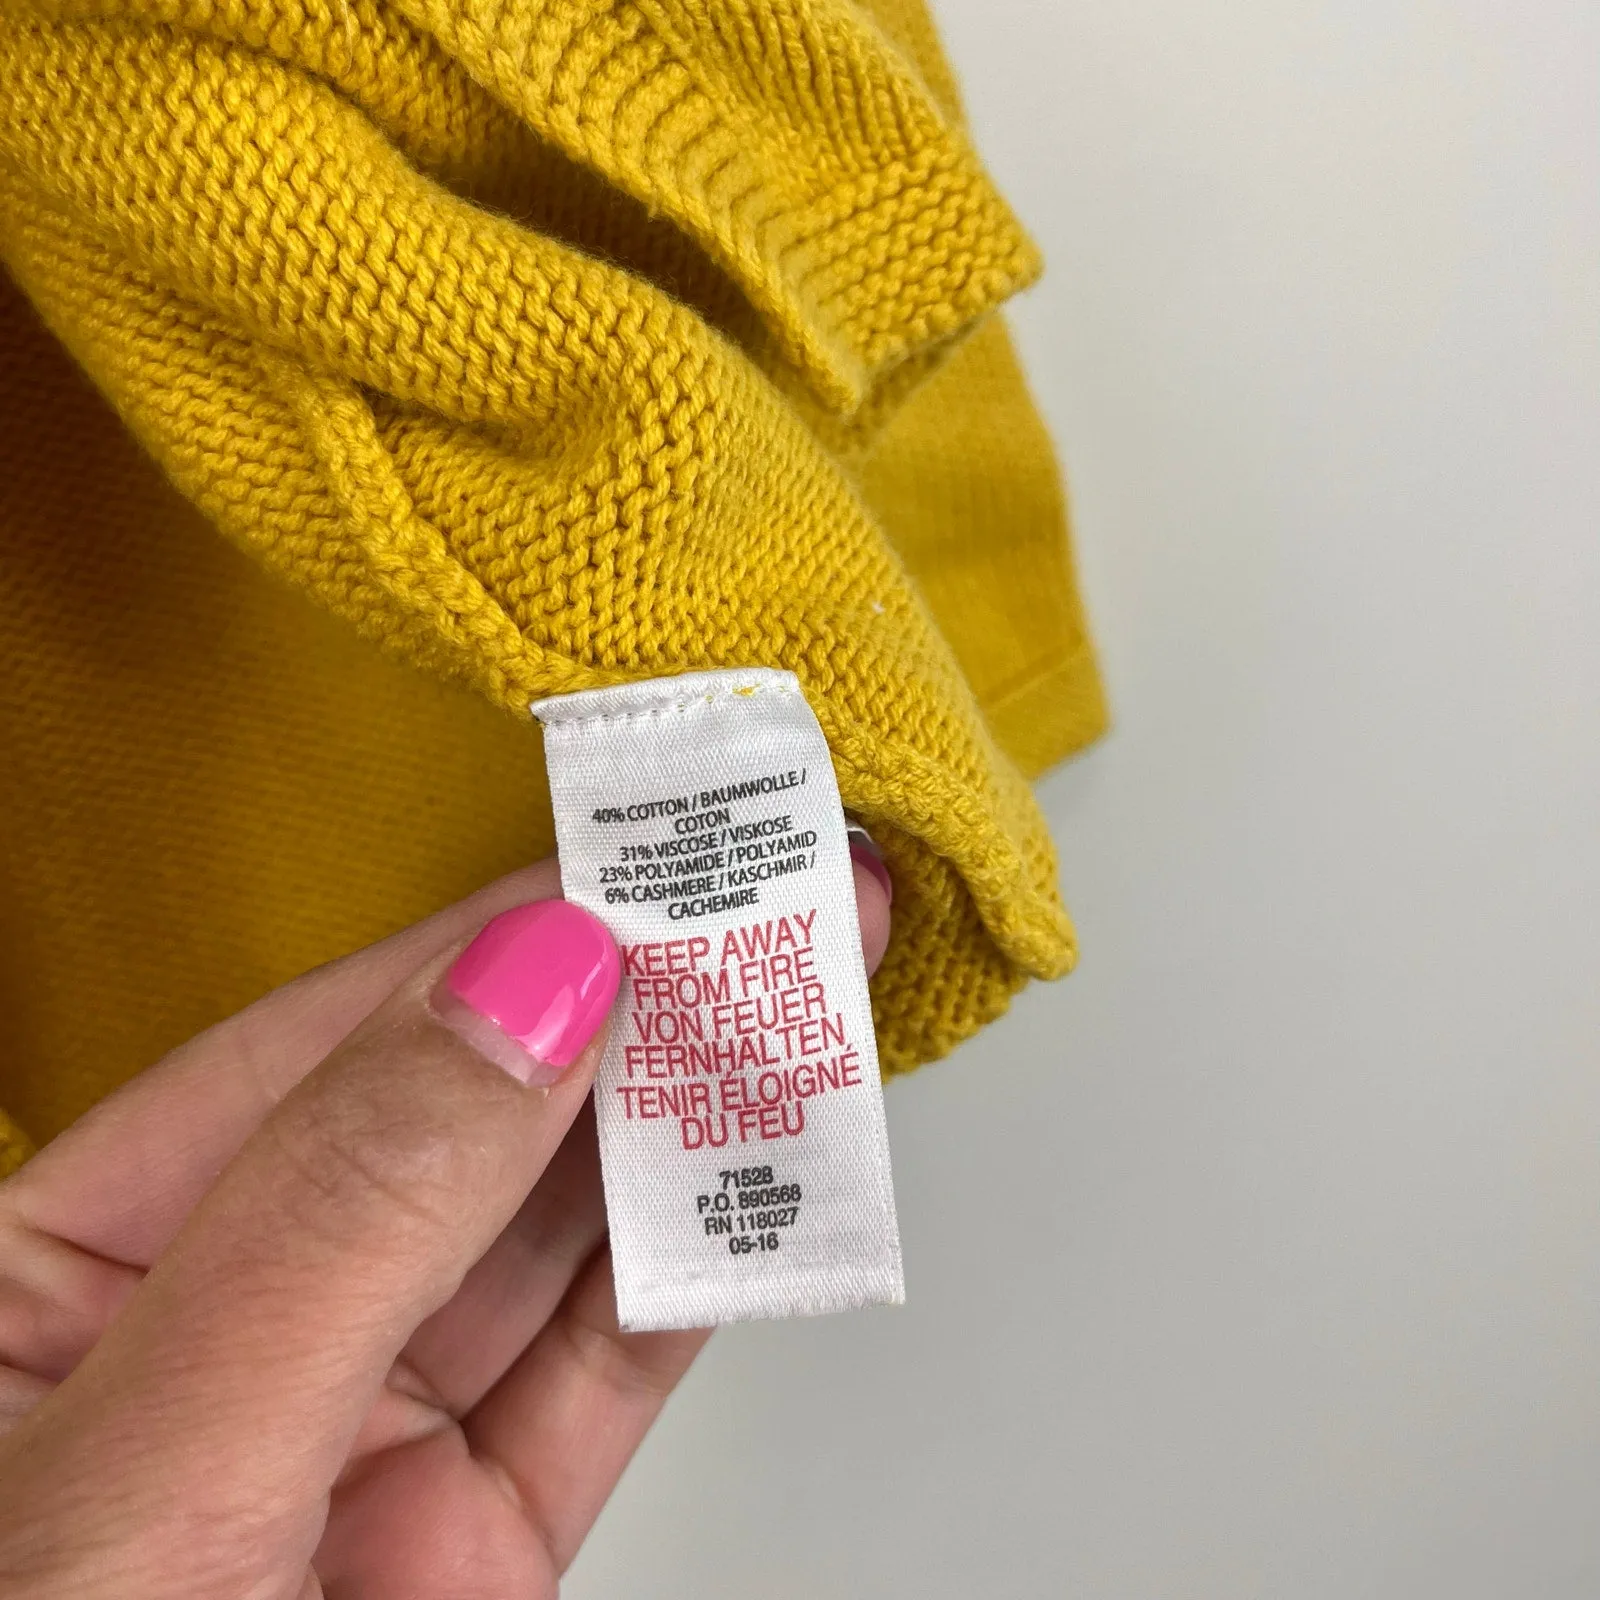 40% COTTON / BAUMWOLLE /
COTON
31% VISCOSE / VISKOSE
23% POLYAMIDE / POLYAMID
6% CASHMERE / KASCHMIR /
CACHEMIRE
KEEP AWAY
FROM FIRE
VON FEUER
FERNHALTEN
TENIR ÉLOIGNÉ
DU FEU
71528
P.O. 890568
RN 118027
05-16